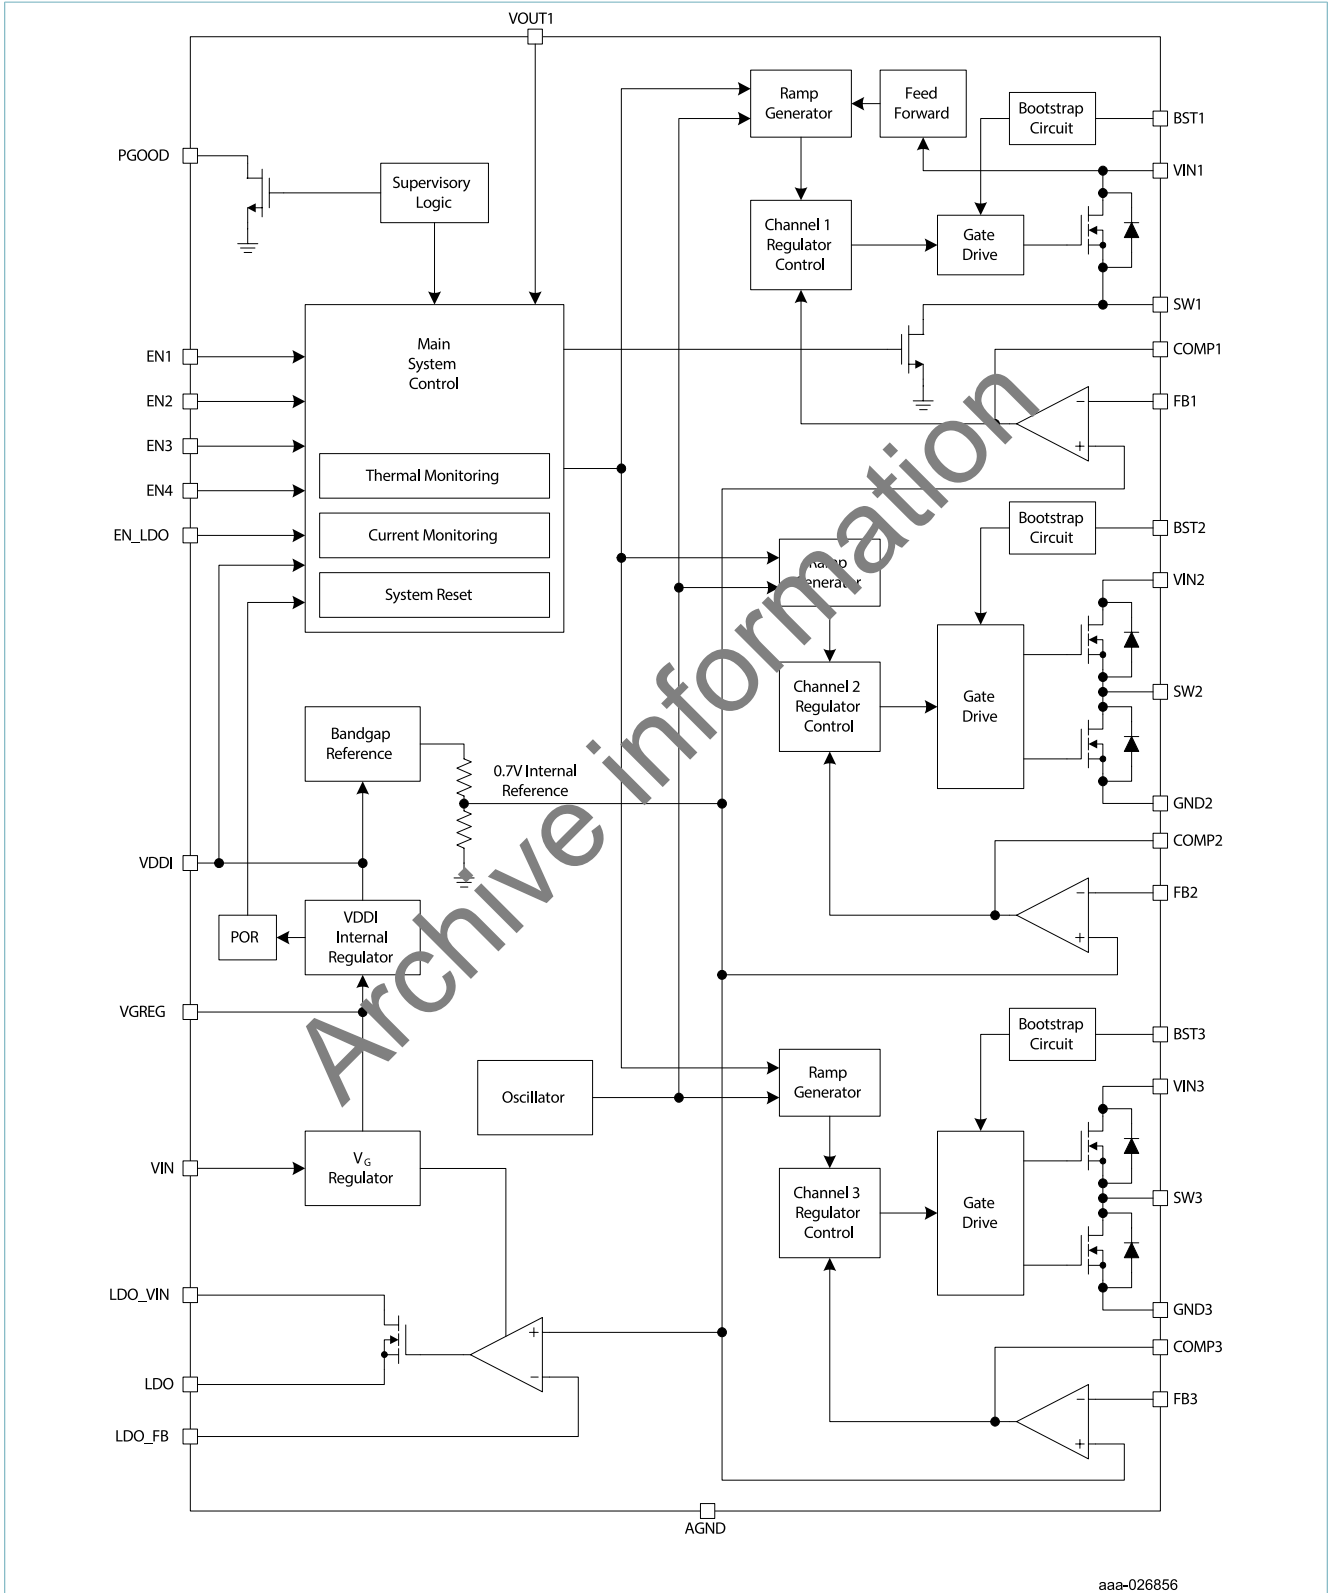 VOUT1
PGOOD
Supervisory
Logic
Ramp
Generator
Feed
Forward
Bootstrap
Circuit
BST1
VIN1
Channel 1
Regulator
Control
Gate
Drive
SW1
COMP1
FB1
-
+
EN1
EN2
EN3
EN4
EN_LDO
Main
System
Control
Thermal Monitoring
Current Monitoring
System Reset
Bootstrap
Circuit
BST2
Ramp
Generator
VIN2
Channel 2
Regulator
Control
Gate
Drive
SW2
GND2
COMP2
FB2
-
+
Bandgap
Reference
0.7V Internal
Reference
VDDI
POR
VDDI
Internal
Regulator
VGREG
Oscillator
VIN
VG
Regulator
LDO_VIN
LDO
LDO_FB
+
-
Bootstrap
Circuit
BST3
Ramp
Generator
VIN3
Channel 3
Regulator
Control
Gate
Drive
SW3
GND3
COMP3
FB3
-
+
AGND
Archive information
aaa-026856